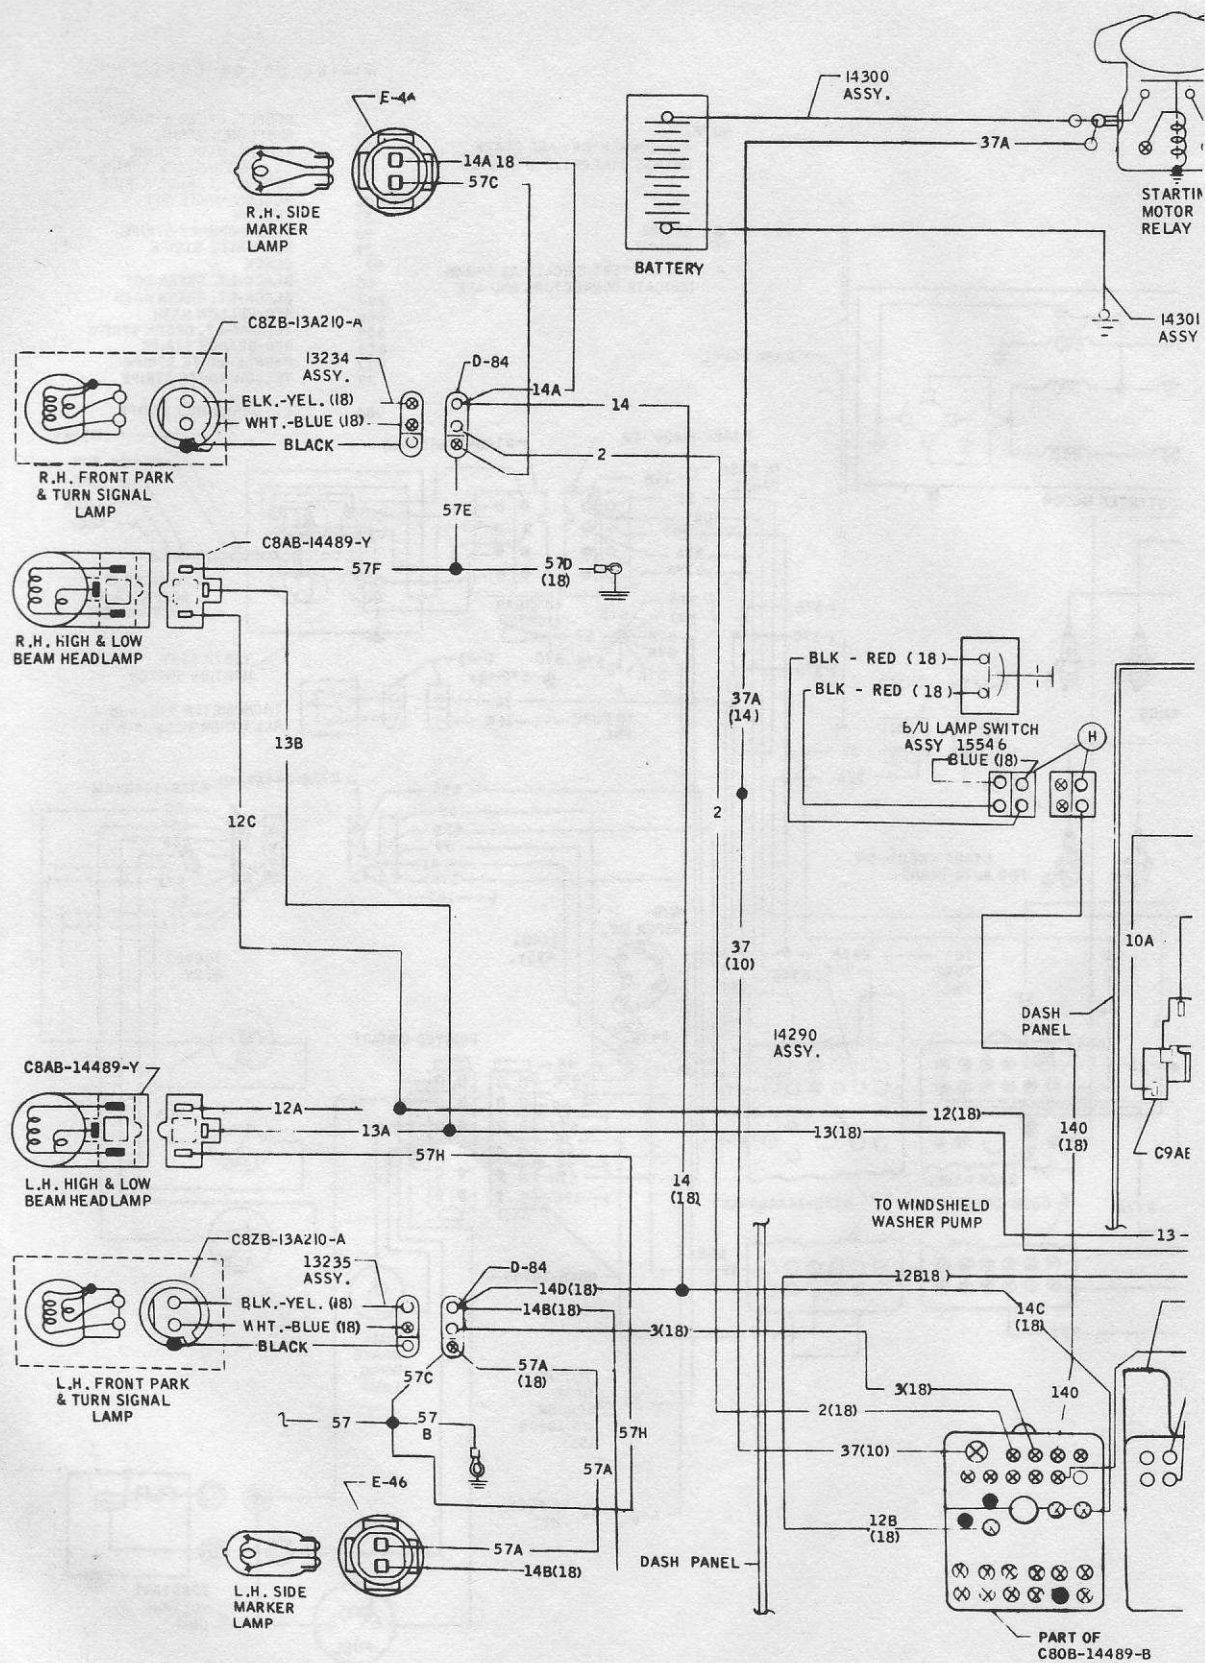 14300
ASSY.
E-4A
37A
14A 18
57C
R.H. SIDE
MARKER
LAMP
STARTIN
MOTOR
RELAY
BATTERY
14301
ASSY
C8ZB-13A210-A
13234
ASSY.
D-84
14A
14
BLK.-YEL. (18)
WHT.-BLUE (18)
BLACK
2
R.H. FRONT PARK
& TURN SIGNAL
LAMP
57E
C8AB-14489-Y
57F
57D
(18)
R.H. HIGH & LOW
BEAM HEADLAMP
BLK - RED (18)
BLK - RED (18)
37A
(14)
B/U LAMP SWITCH
ASSY 15546
BLUE (18)
H
13B
12C
2
37
(10)
10A
DASH
PANEL
14290
ASSY.
C8AB-14489-Y
12A
13A
57H
12(18)
13(18)
140
(18)
C9AE
L.H. HIGH & LOW
BEAM HEADLAMP
14
(18)
TO WINDSHIELD
WASHER PUMP
13
C8ZB-13A210-A
13235
ASSY.
D-84
14D(18)
14B(18)
12B18)
14C
(18)
BLK.-YEL. (18)
WHT.-BLUE (18)
BLACK
3(18)
57C
57A
(18)
L.H. FRONT PARK
& TURN SIGNAL
LAMP
3(18)
140
2(18)
57
57
B
57H
37(10)
57A
E-46
12B
(18)
57A
14B(18)
DASH PANEL
L.H. SIDE
MARKER
LAMP
PART OF
C80B-14489-B